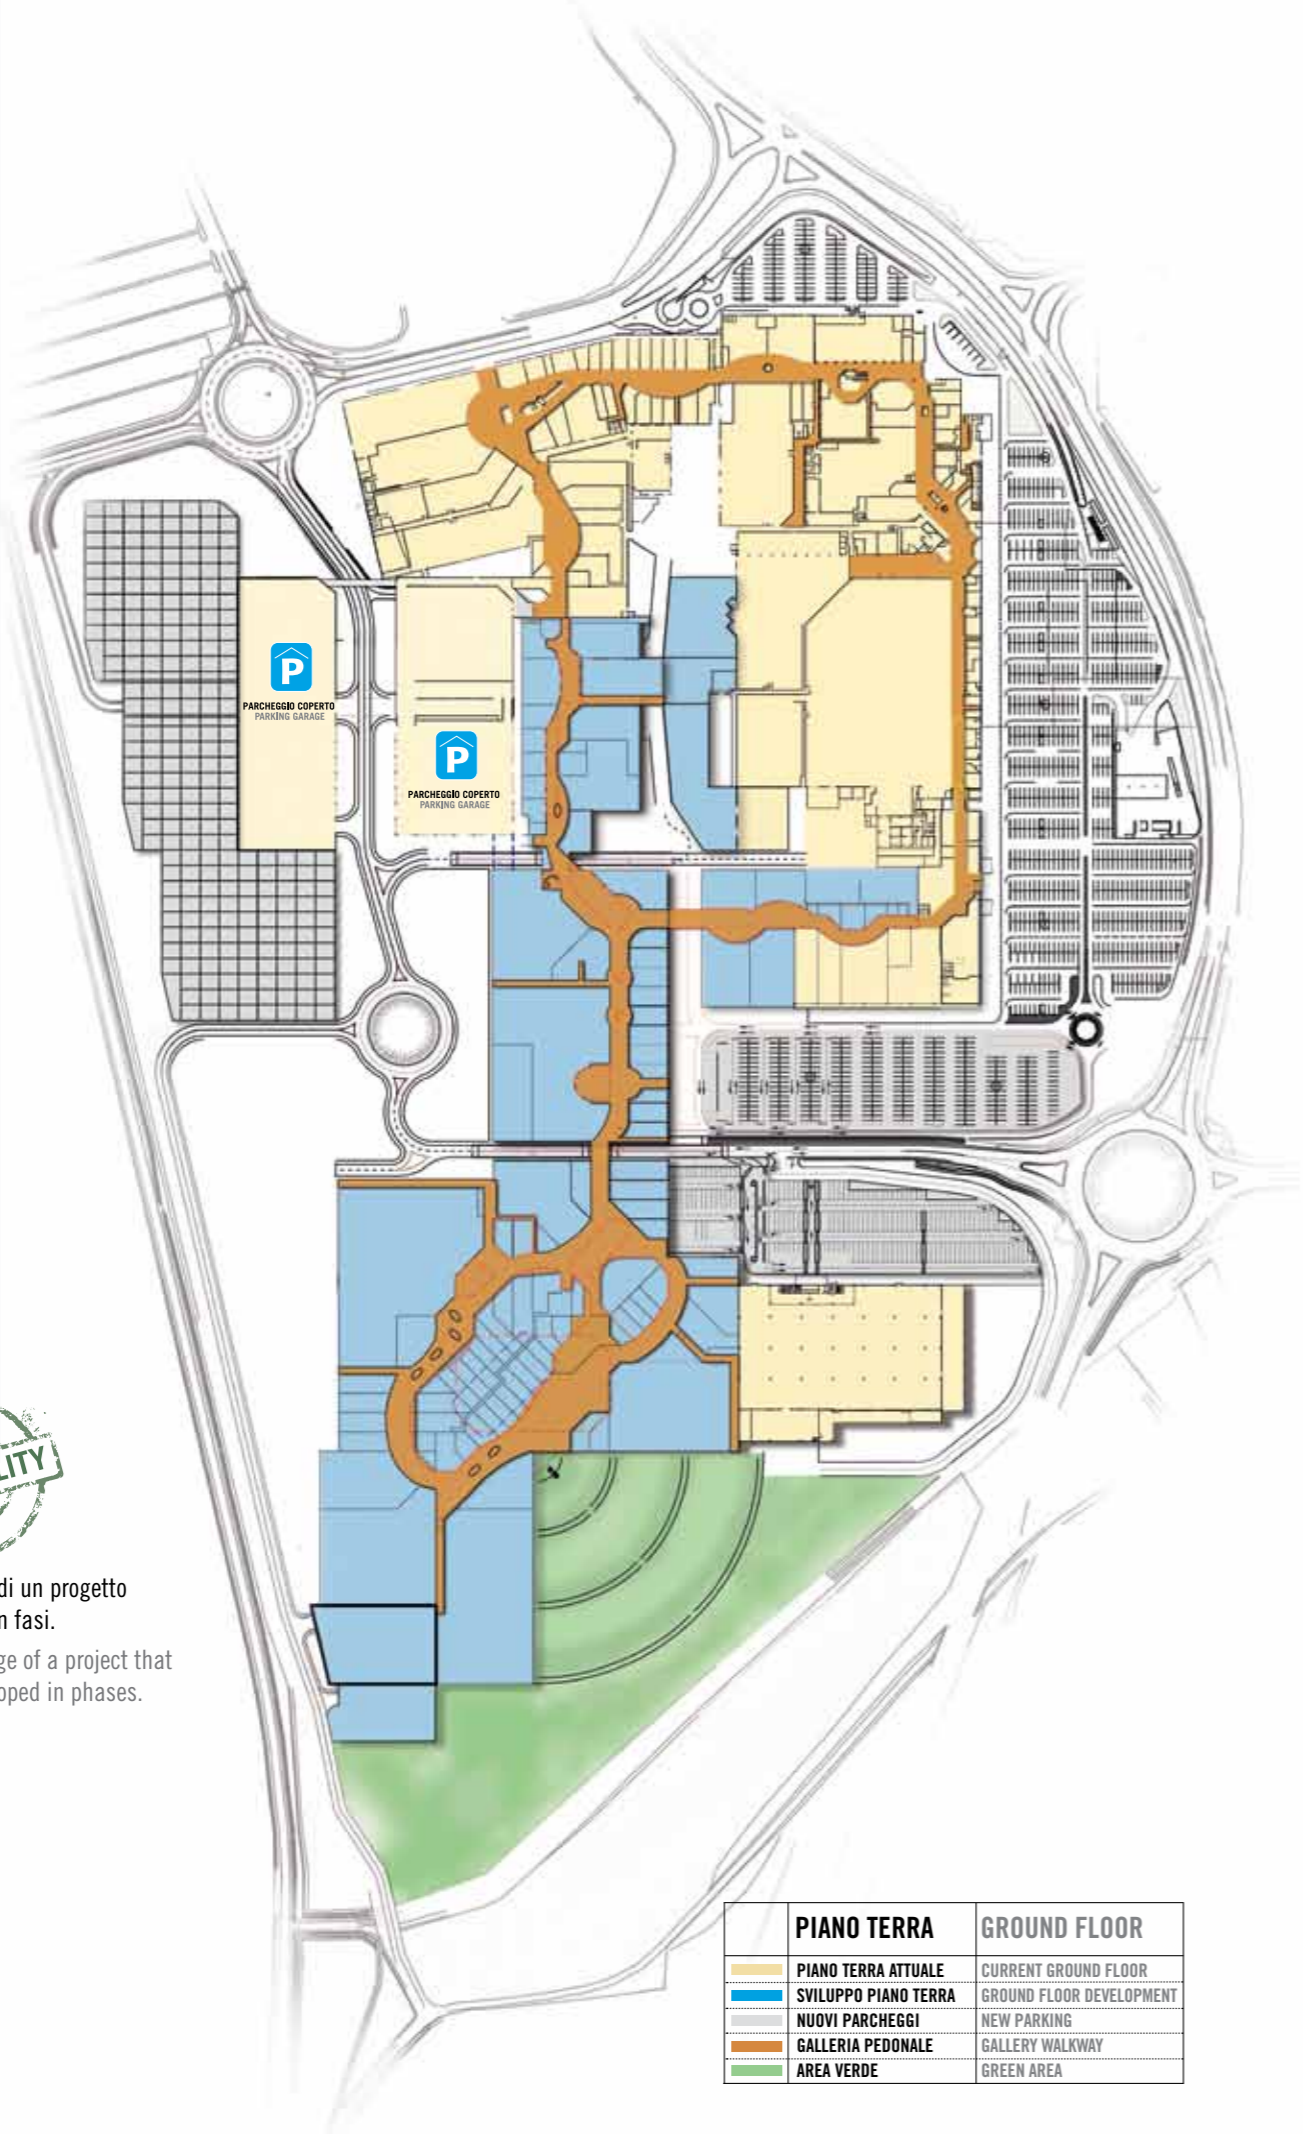 P
PARCHEGGIO COPERTO
PARKING GARAGE
P
PARCHEGGIO COPERTO
PARKING GARAGE
LITY
di un progetto
n fasi.
ge of a project that
oped in phases.
PIANO TERRA GROUND FLOOR
PIANO TERRA ATTUALE CURRENT GROUND FLOOR
SVILUPPO PIANO TERRA GROUND FLOOR DEVELOPMENT
NUOVI PARCHEGGI NEW PARKING
GALLERIA PEDONALE GALLERY WALKWAY
AREA VERDE GREEN AREA